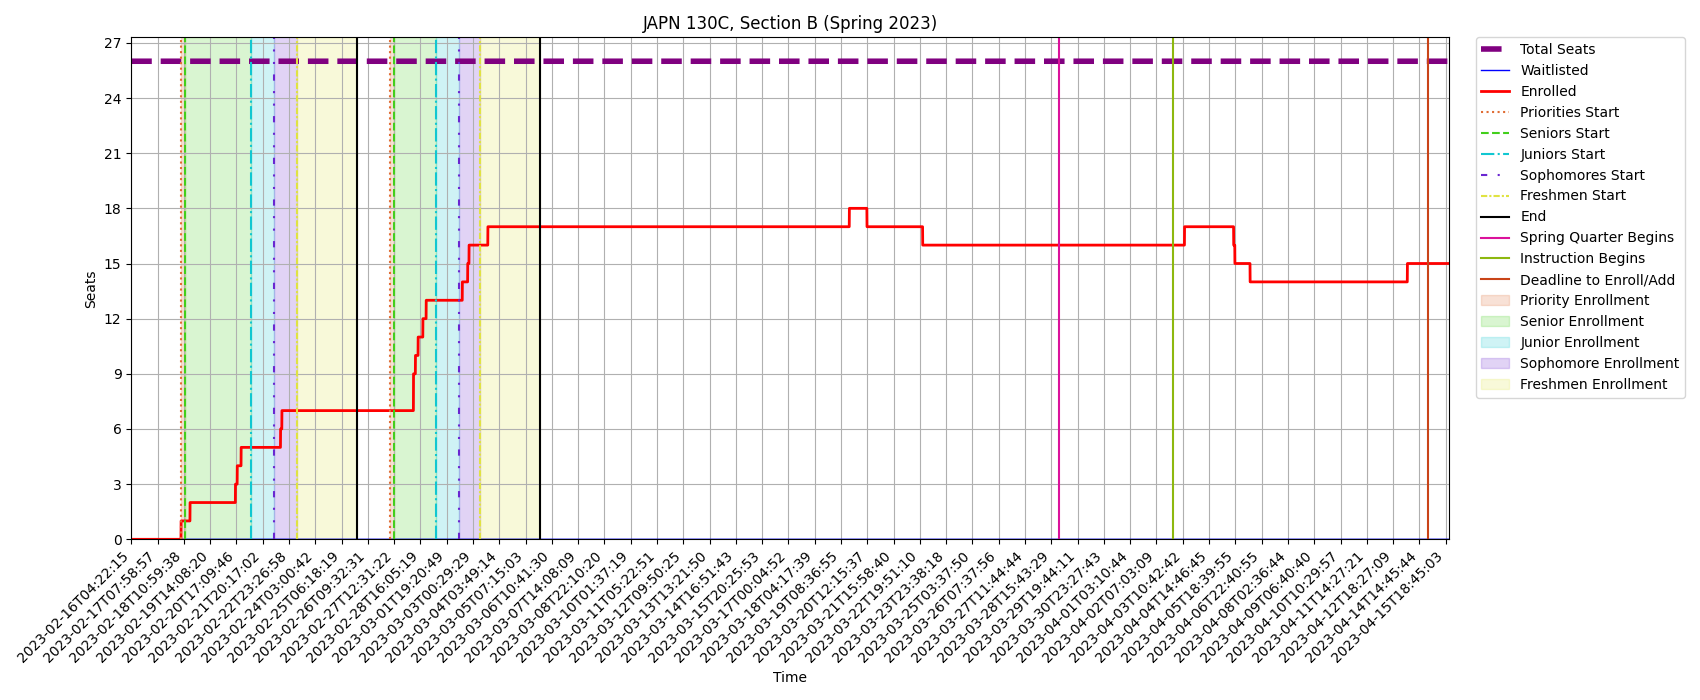 JAPN 130C, Section B (Spring 2023)
27
24
21
18
15
12
9
6
3
0
Seats
2023-02-16T04:22:15
2023-02-17T07:58:57
2023-02-18T10:59:38
2023-02-19T14:08:20
2023-02-20T17:09:46
2023-02-21T20:17:02
2023-02-22T23:26:58
2023-02-24T03:00:42
2023-02-25T06:18:19
2023-02-26T09:32:31
2023-02-27T12:31:22
2023-02-28T16:05:19
2023-03-01T19:20:49
2023-03-03T00:29:29
2023-03-04T03:49:14
2023-03-05T07:15:03
2023-03-06T10:41:30
2023-03-07T14:08:09
2023-03-08T22:10:20
2023-03-10T01:37:19
2023-03-11T05:22:51
2023-03-12T09:50:25
2023-03-13T13:21:50
2023-03-14T16:51:43
2023-03-15T20:25:53
2023-03-17T00:04:52
2023-03-18T04:17:39
2023-03-19T08:36:55
2023-03-20T12:15:37
2023-03-21T15:58:40
2023-03-22T19:51:10
2023-03-23T23:38:18
2023-03-25T03:37:50
2023-03-26T07:37:56
2023-03-27T11:44:44
2023-03-28T15:43:29
2023-03-29T19:44:11
2023-03-30T23:27:43
2023-04-01T03:10:44
2023-04-02T07:03:09
2023-04-03T10:42:42
2023-04-04T14:46:45
2023-04-05T18:39:55
2023-04-06T22:40:55
2023-04-08T02:36:44
2023-04-09T06:40:40
2023-04-10T10:29:57
2023-04-11T14:27:21
2023-04-12T18:27:09
2023-04-14T14:45:44
2023-04-15T18:45:03
Time
Total Seats
Waitlisted
Enrolled
Priorities Start
Seniors Start
Juniors Start
Sophomores Start
Freshmen Start
End
Spring Quarter Begins
Instruction Begins
Deadline to Enroll/Add
Priority Enrollment
Senior Enrollment
Junior Enrollment
Sophomore Enrollment
Freshmen Enrollment